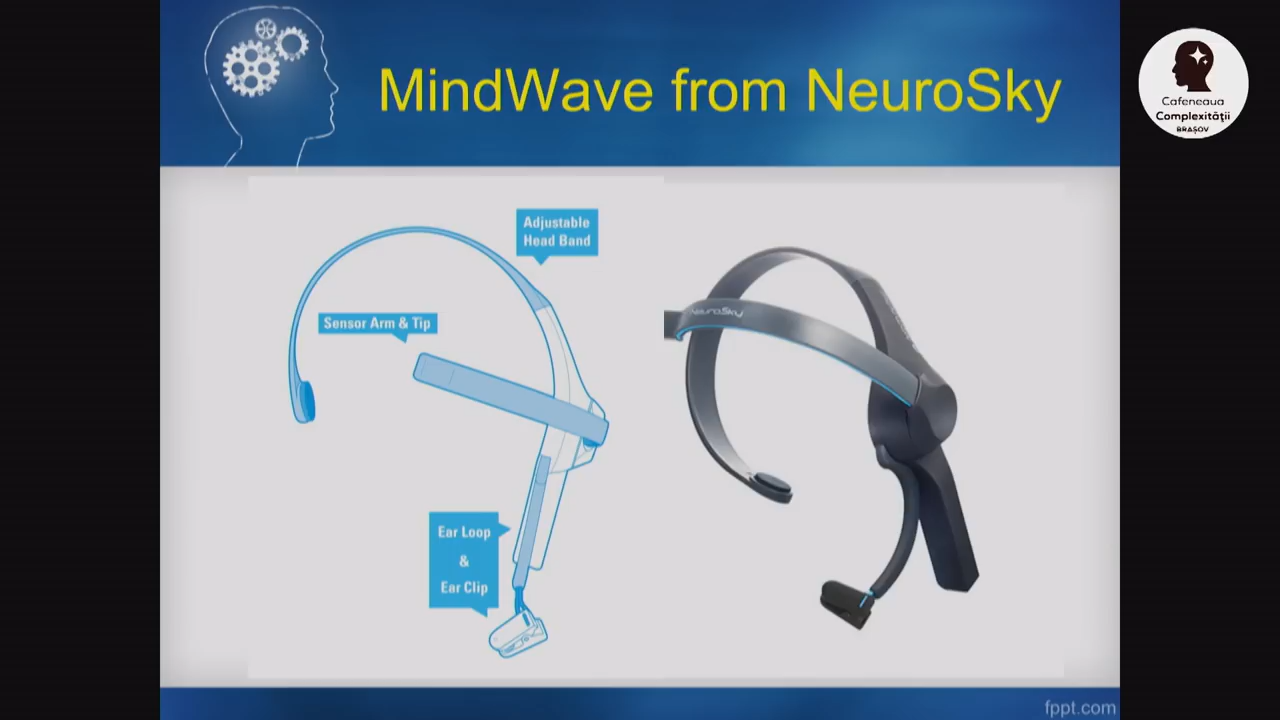 MindWave from NeuroSky
Cafeneaua
Complexității
BRAȘOV
Adjustable
Head Band
Sensor Arm & Tip
NeuroSky
Ear Loop
&
Ear Clip
fppt.com